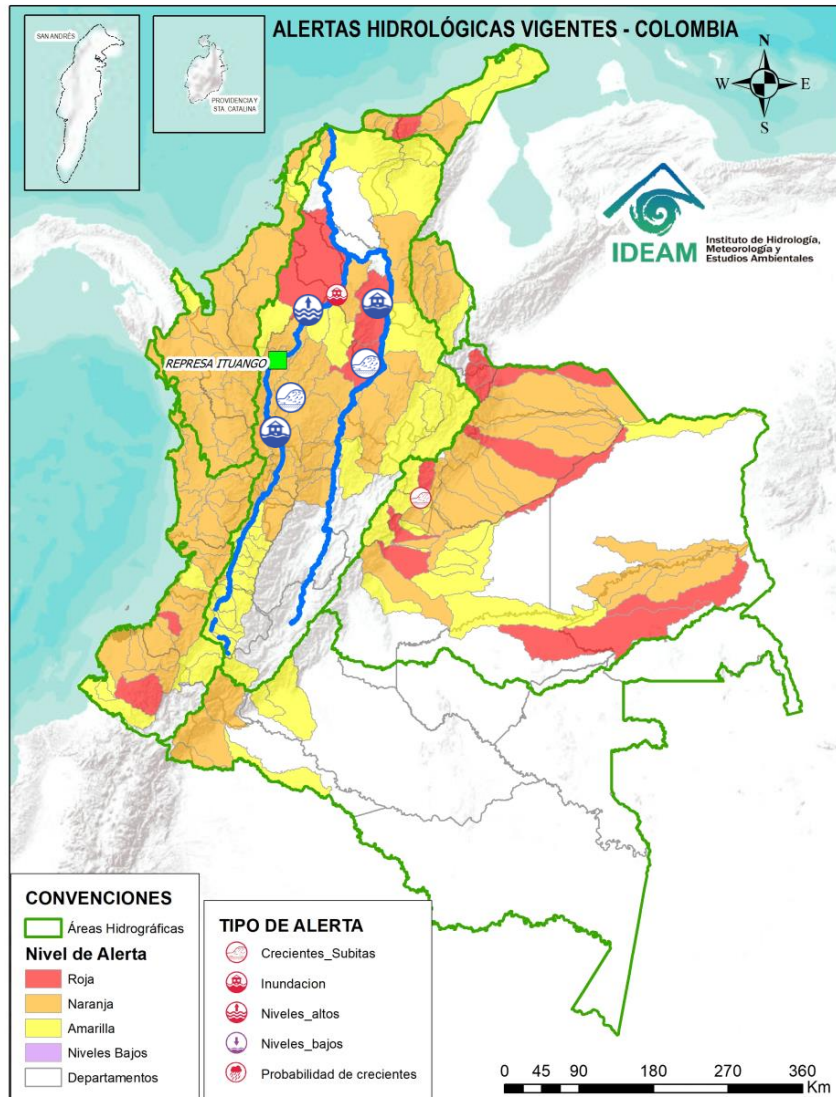 ALERTAS HIDROLÓGICAS VIGENTES - COLOMBIA
SAN ANDRÉS
PROVIDENCIA Y
STA. CATALINA
N
W
E
S
IDEAM
Instituto de Hidrología,
Meteorología y
Estudios Ambientales
REPRESA ITUANGO
CONVENCIONES
Áreas Hidrográficas
Nivel de Alerta
Roja
Naranja
Amarilla
Niveles Bajos
Departamentos
TIPO DE ALERTA
Crecientes_Subitas
Inundacion
Niveles_altos
Niveles_bajos
Probabilidad de crecientes
0 45 90 180 270 360
Km